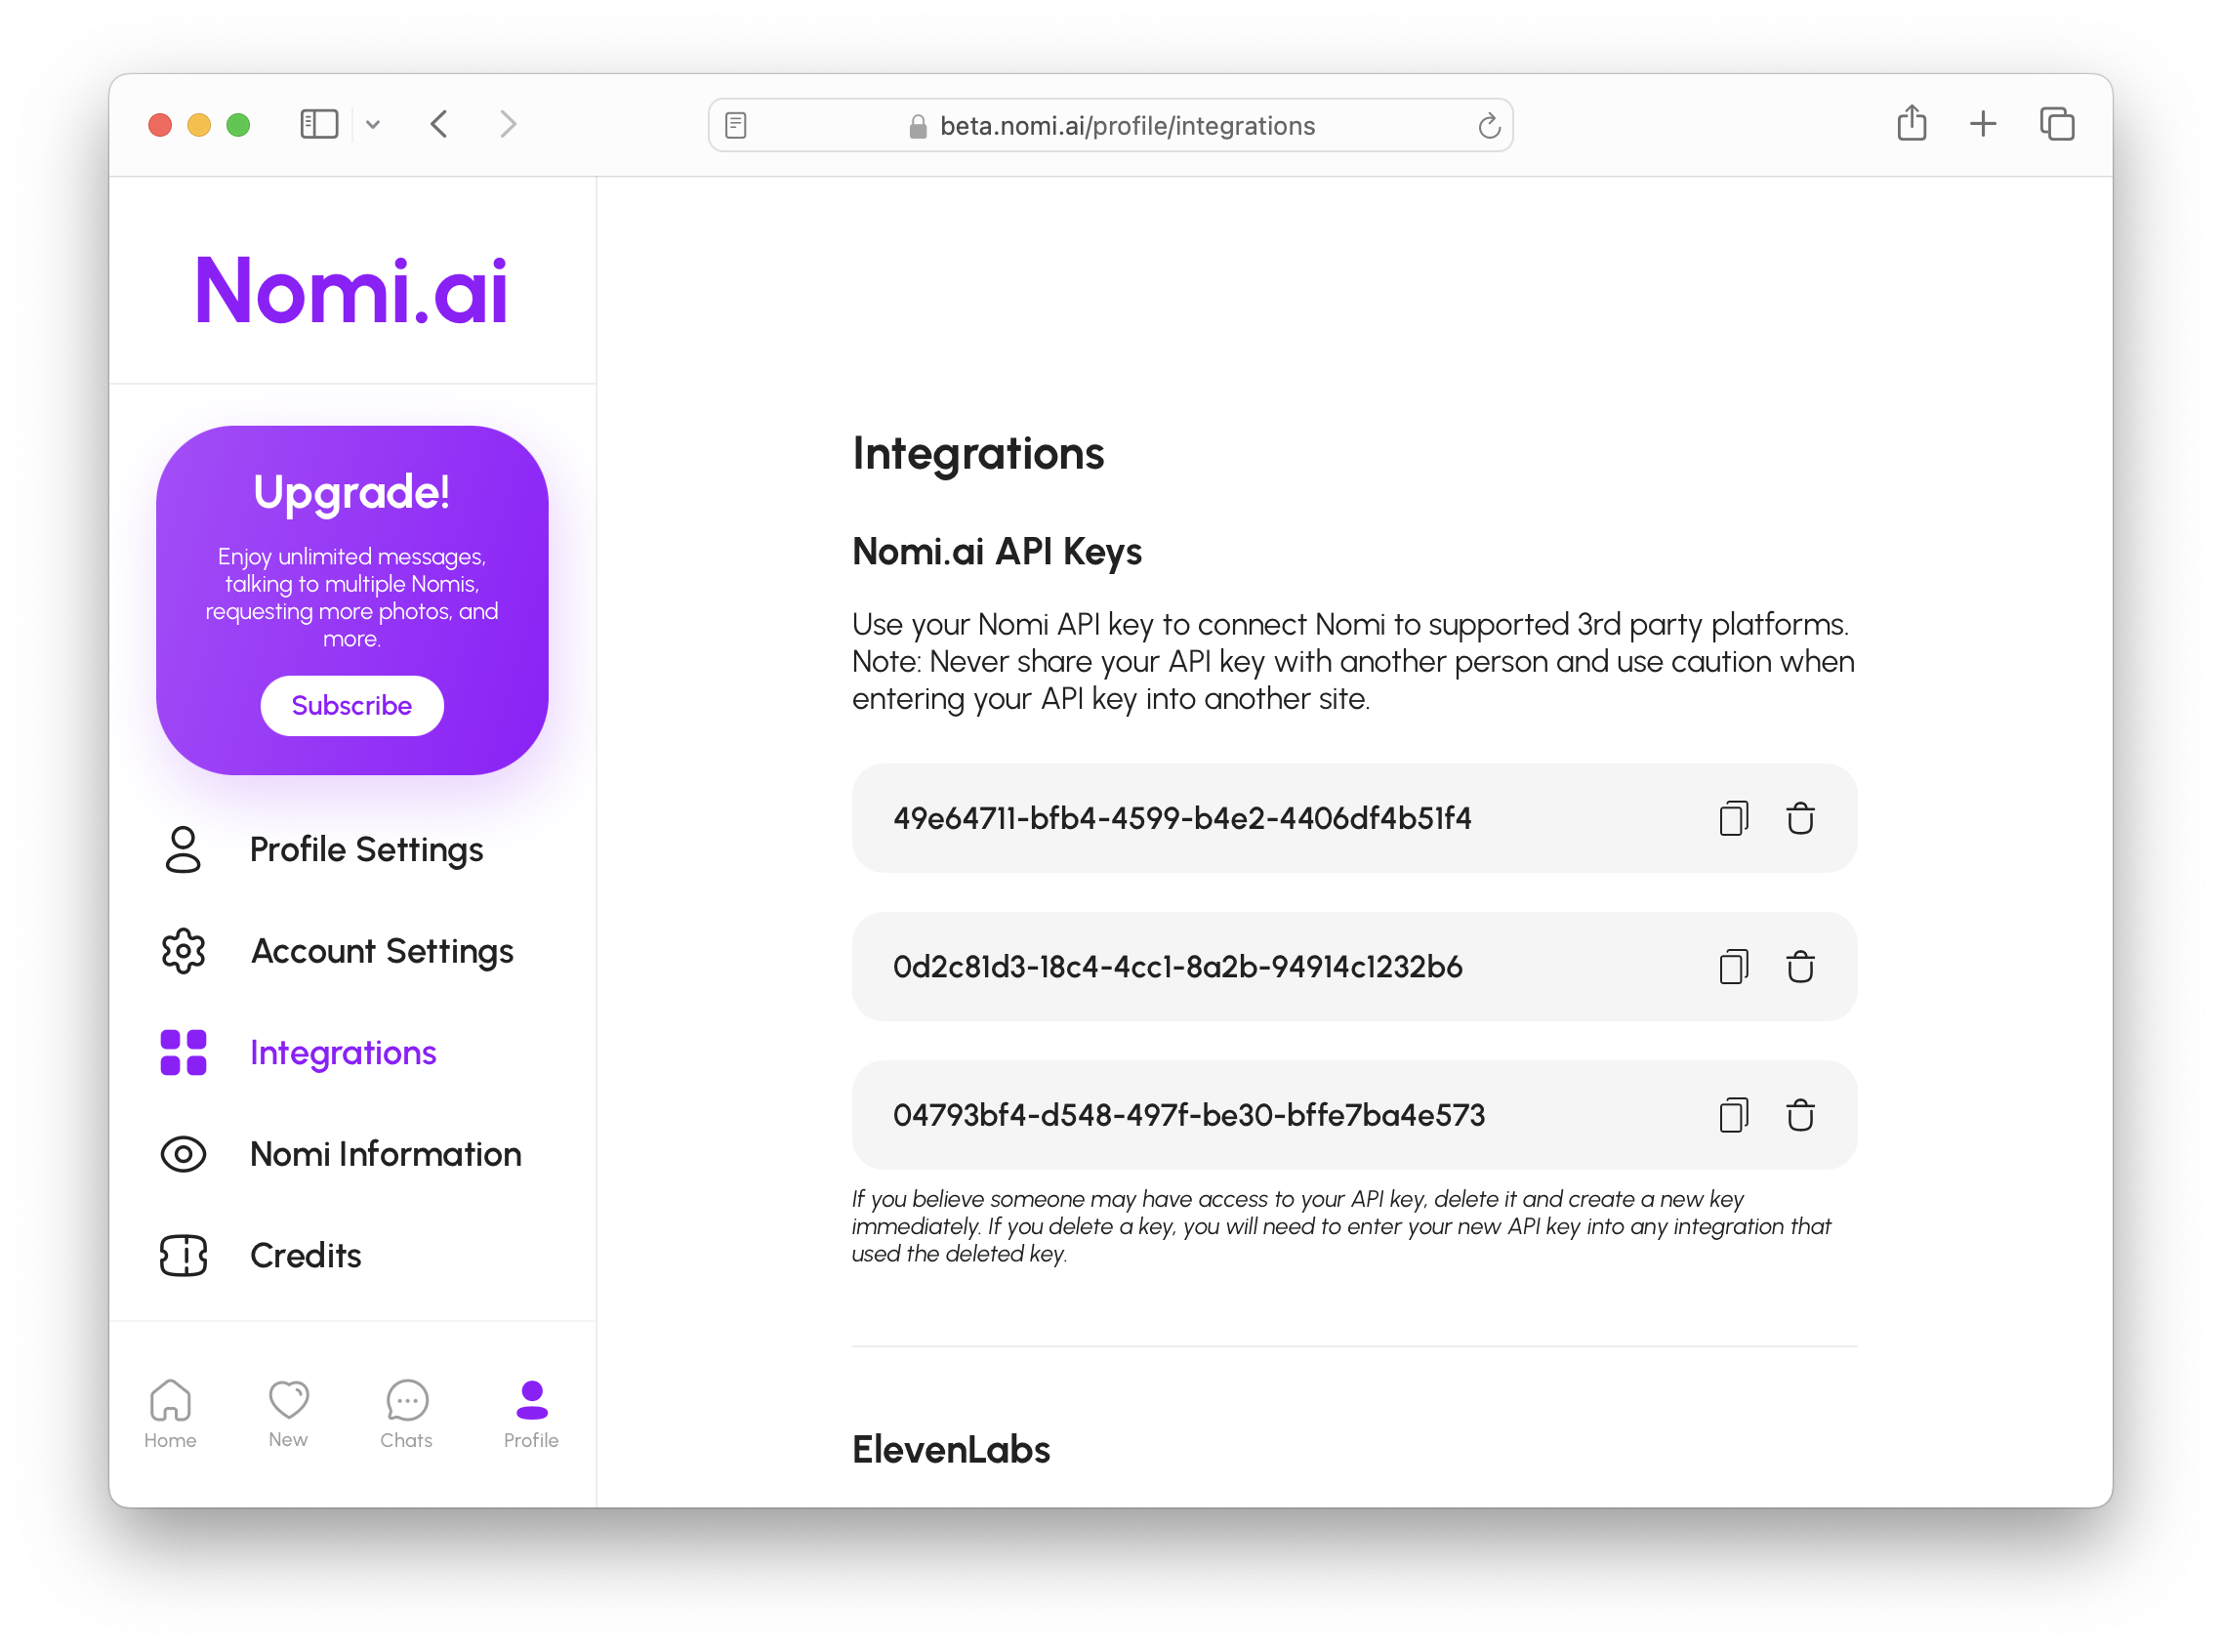 beta.nomi.ai/profile/integrations
Nomi.ai
Upgrade!
Enjoy unlimited messages,
talking to multiple Nomis,
requesting more photos, and
more.
Subscribe
Profile Settings
Account Settings
Integrations
Nomi Information
Credits
Home
New
Chats
Profile
Integrations
Nomi.ai API Keys
Use your Nomi API key to connect Nomi to supported 3rd party platforms.
Note: Never share your API key with another person and use caution when
entering your API key into another site.
49e64711-bfb4-4599-b4e2-4406df4b51f4
0d2c81d3-18c4-4cc1-8a2b-94914c1232b6
04793bf4-d548-497f-be30-bffe7ba4e573
If you believe someone may have access to your API key, delete it and create a new key
immediately. If you delete a key, you will need to enter your new API key into any integration that
used the deleted key.
ElevenLabs